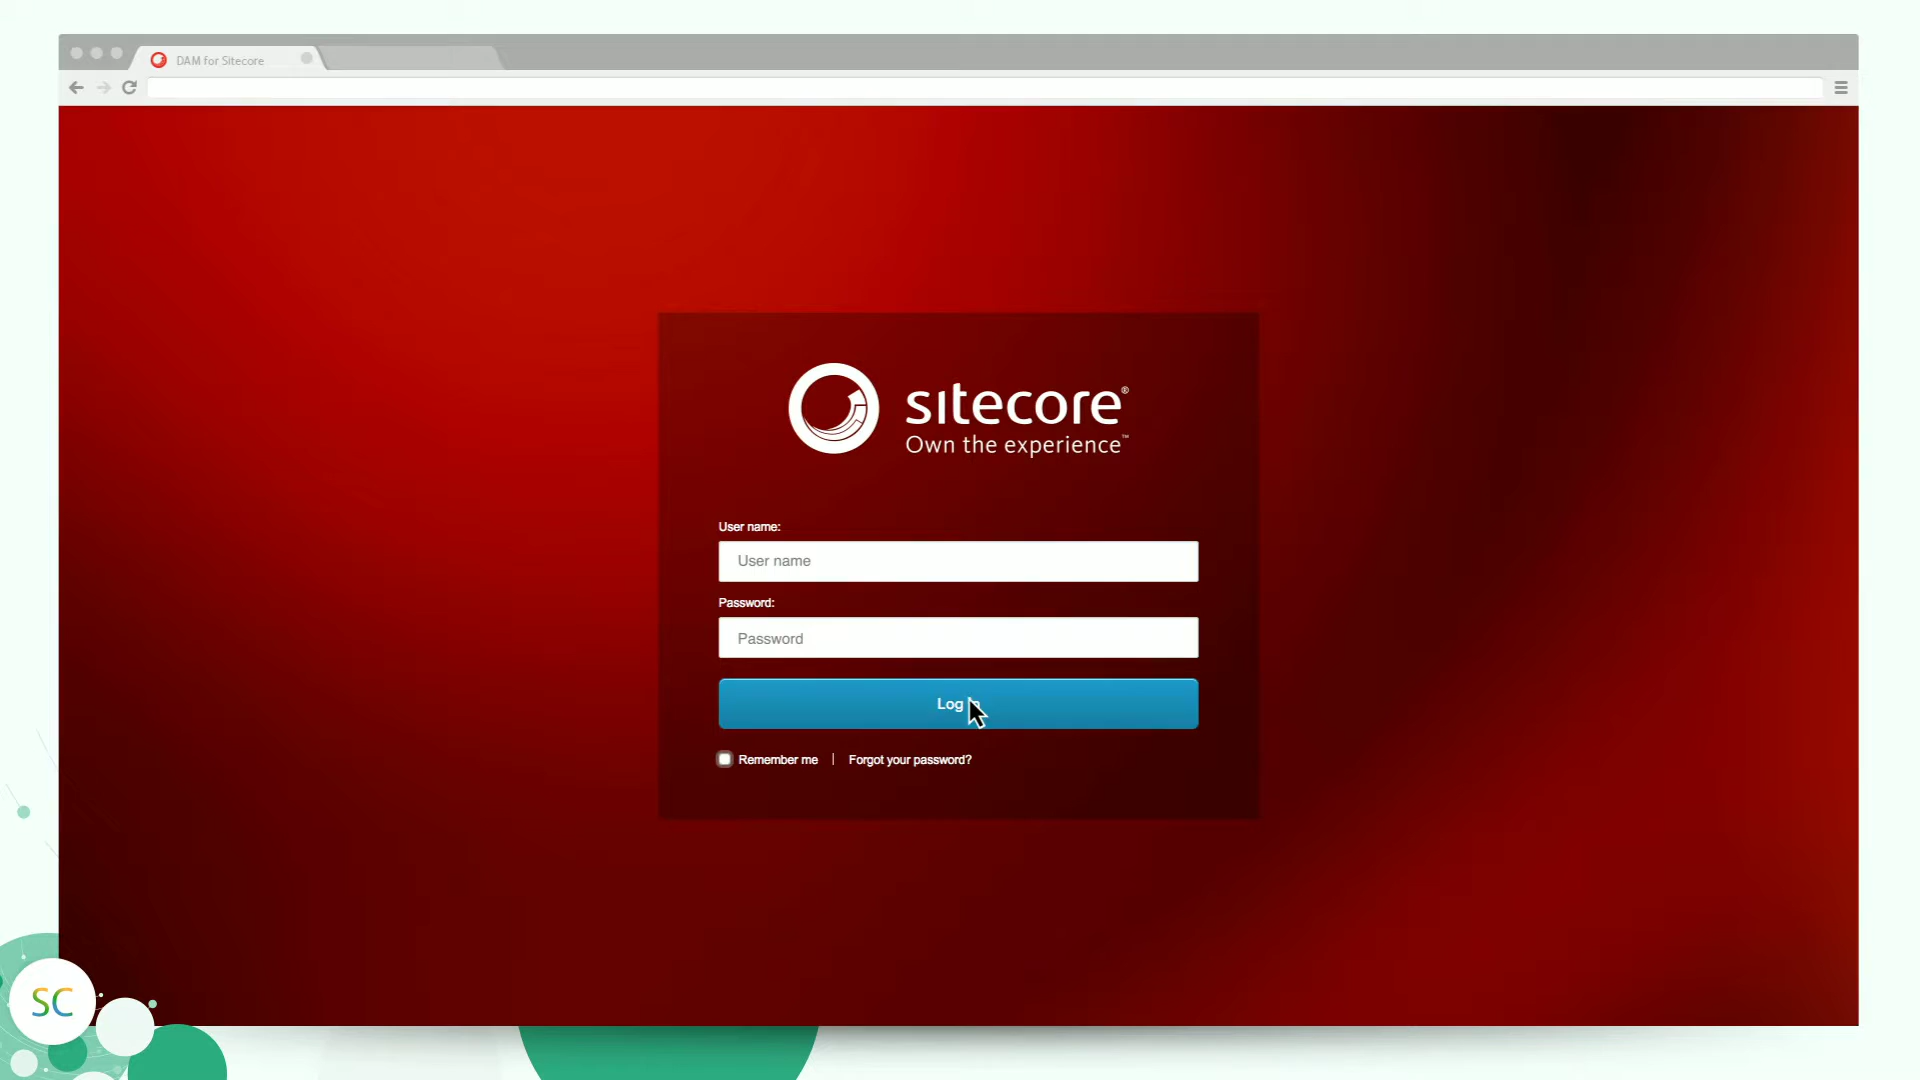 DAM for Sitecore
sitecore®
Own the experience™
User name:
User name
Password:
Password
Log
Remember me | Forgot your password?
SC